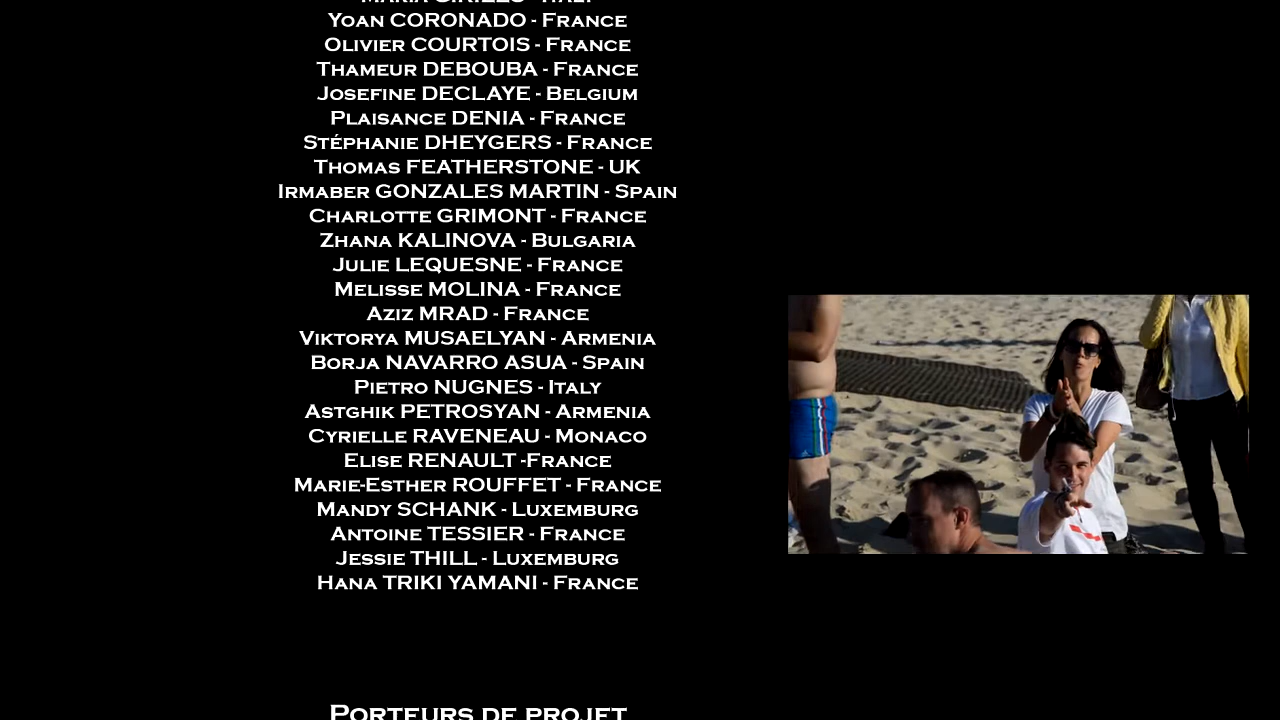 Yoan CORONADO - France
Olivier COURTOIS - France
Thameur DEBOUBA - France
Josefine DECLAYE - Belgium
Plaisance DENIA - France
Stéphanie DHEYGERS - France
Thomas FEATHERSTONE - UK
Irmaber GONZALES MARTIN - Spain
Charlotte GRIMONT - France
Zhana KALINOVA - Bulgaria
Julie LEQUESNE - France
Melisse MOLINA - France
Aziz MRAD - France
Viktorya MUSAELYAN - Armenia
Borja NAVARRO ASUA - Spain
Pietro NUGNES - Italy
Astghik PETROSYAN - Armenia
Cyrielle RAVENEAU - Monaco
Elise RENAULT -France
Marie-Esther ROUFFET - France
Mandy SCHANK - Luxemburg
Antoine TESSIER - France
Jessie THILL - Luxemburg
Hana TRIKI YAMANI - France
Porteurs de projet